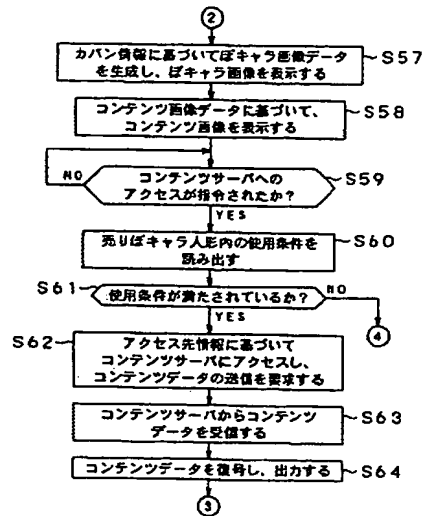 2
カバン情報に基づいてぽキャラ画像データ
を生成し、ぽキャラ画像を表示する
S57
コンテンツ画像データに基づいて、
コンテンツ画像を表示する
S58
コンテンツサーバへの
アクセスが指令されたか?
S59
NO
YES
売りぽキャラ人形内の使用条件を
読み出す
S60
S61
使用条件が満たされているか?
NO
YES
4
S62
アクセス先情報に基づいて
コンテンツサーバにアクセスし、
コンテンツデータの送信を要求する
コンテンツサーバからコンテンツ
データを受信する
S63
コンテンツデータを復号し、出力する
S64
3